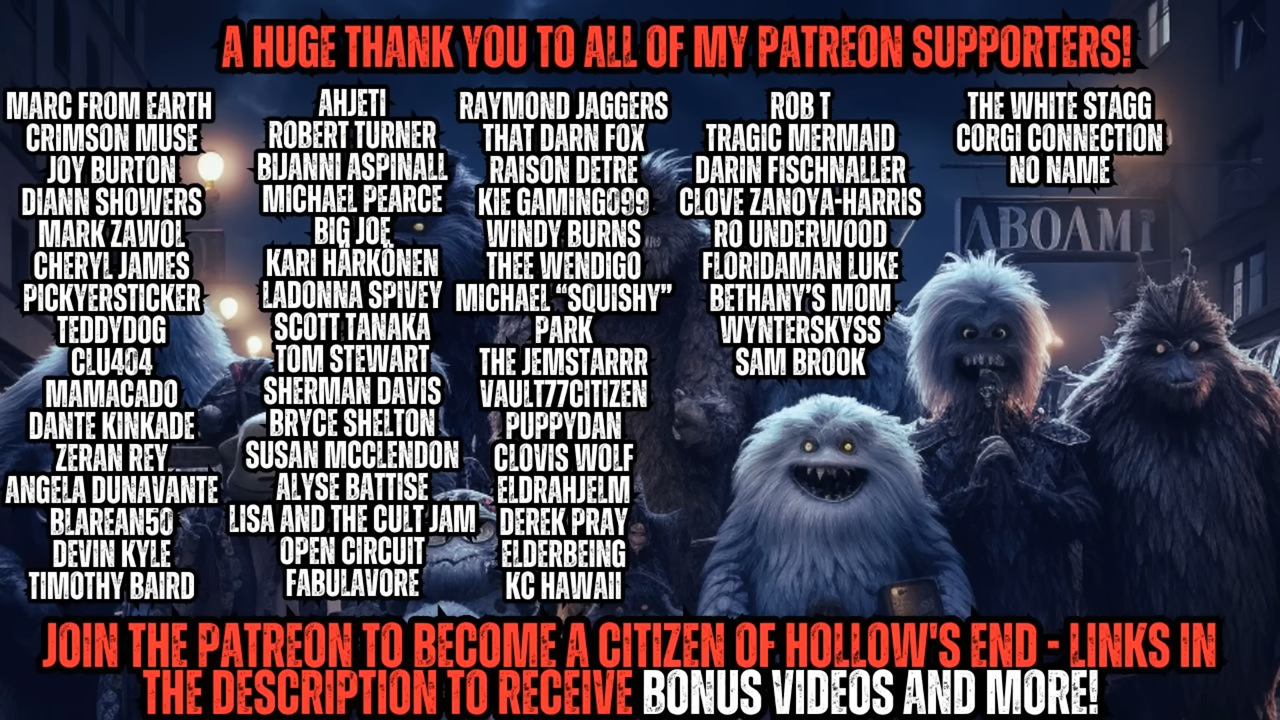 A HUGE THANK YOU TO ALL OF MY PATREON SUPPORTERS!
MARC FROM EARTH
CRIMSON MUSE
JOY BURTON
DIANN SHOWERS
MARK ZAWOL
CHERYL JAMES
PICKYERSTICKER
TEDDYDOG
CLU404
MAMACADO
DANTE KINKADE
ZERAN REY
ANGELA DUNAVANTE
BLAREAN50
DEVIN KYLE
TIMOTHY BAIRD
AHJETI
ROBERT TURNER
BIJANNI ASPINALL
MICHAEL PEARCE
BIG JOE
KARI HÄRKÖNEN
LADONNA SPIVEY
SCOTT TANAKA
TOM STEWART
SHERMAN DAVIS
BRYCE SHELTON
SUSAN MCCLENDON
ALYSE BATTISE
LISA AND THE CULT JAM
OPEN CIRCUIT
FABULAVORE
RAYMOND JAGGERS
THAT DARN FOX
RAISON DETRE
KIE GAMING099
WINDY BURNS
THEE WENDIGO
MICHAEL “SQUISHY”
PARK
THE JEMSTARRR
VAULT77CITIZEN
PUPPYDAN
CLOVIS WOLF
ELDRAHJELM
DEREK PRAY
ELDERBEING
KC HAWAII
ROB T
TRAGIC MERMAID
DARIN FISCHNALLER
CLOVE ZANOYA-HARRIS
RO UNDERWOOD
FLORIDAMAN LUKE
BETHANY’S MOM
WYNTERSKYSS
SAM BROOK
THE WHITE STAGG
CORGI CONNECTION
NO NAME
ABOAMI
JOIN THE PATREON TO BECOME A CITIZEN OF HOLLOW'S END - LINKS IN
THE DESCRIPTION TO RECEIVE BONUS VIDEOS AND MORE!